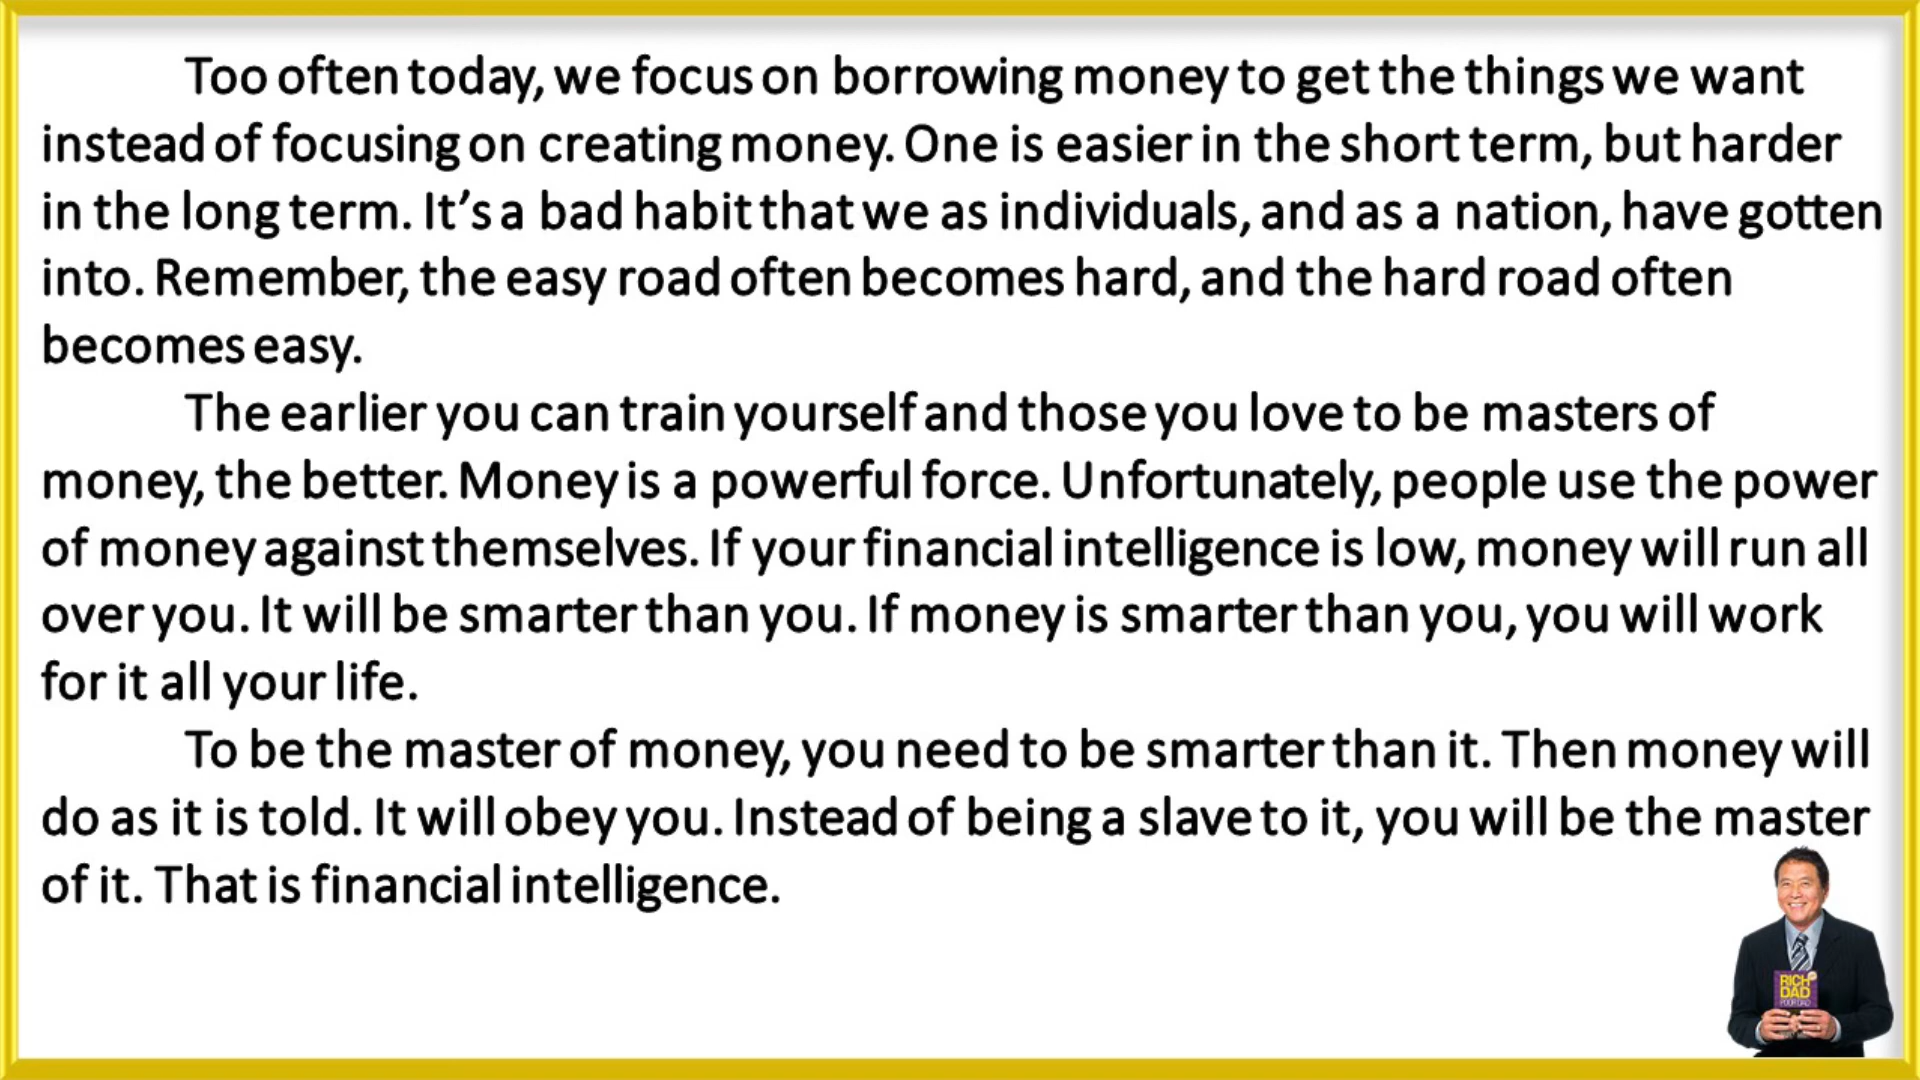 Too often today, we focus on borrowing money to get the things we want
instead of focusing on creating money. One is easier in the short term, but harder
in the long term. It’s a bad habit that we as individuals, and as a nation, have gotten
into. Remember, the easy road often becomes hard, and the hard road often
becomes easy.
The earlier you can train yourself and those you love to be masters of
money, the better. Money is a powerful force. Unfortunately, people use the power
of money against themselves. If your financial intelligence is low, money will run all
over you. It will be smarter than you. If money is smarter than you, you will work
for it all your life.
To be the master of money, you need to be smarter than it. Then money will
do as it is told. It will obey you. Instead of being a slave to it, you will be the master
of it. That is financial intelligence.
RICH
DAD
POOR DAD